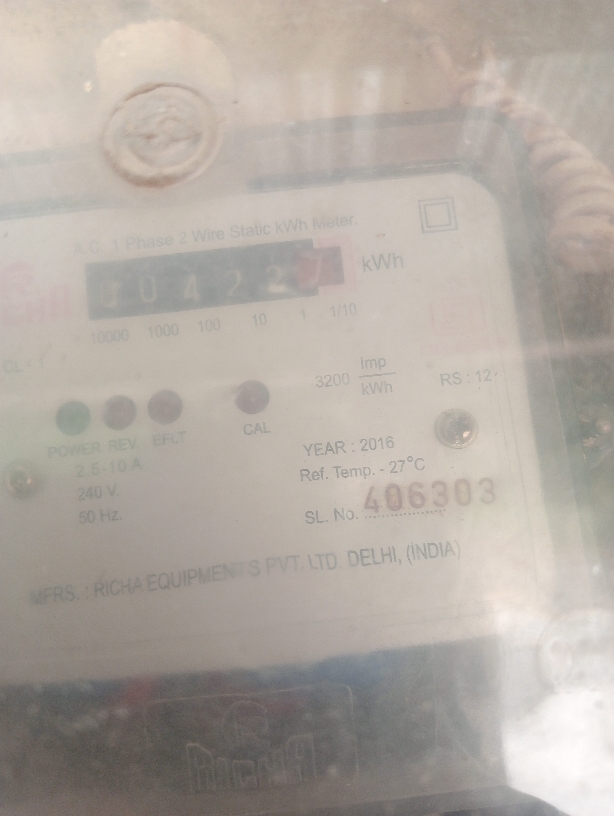 A.C. 1 Phase 2 Wire Static kWh Meter.
0 4 2 2 kWh
10000 1000 100 10 1 1/10
CL
3200 Imp/kWh
RS : 12
POWER REV. EFLT CAL
2.5-10 A
240 V.
50 Hz.
YEAR : 2016
Ref. Temp. - 27°C
SL. No. 406303
MFRS. : RICHA EQUIPMENTS PVT. LTD. DELHI, (INDIA)
RICHA